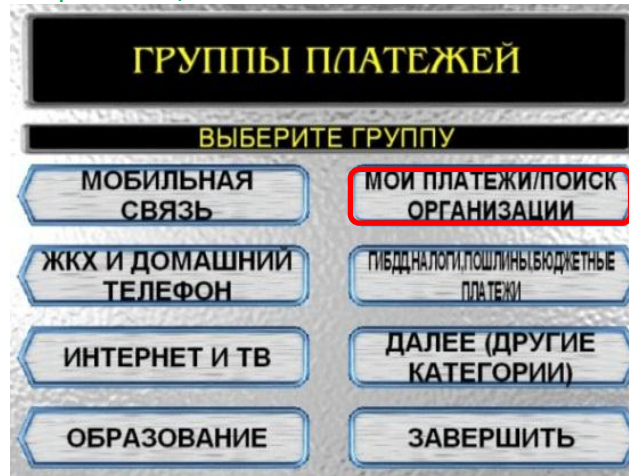 ГРУППЫ ПЛАТЕЖЕЙ
ВЫБЕРИТЕ ГРУППУ
МОБИЛЬНАЯ
СВЯЗЬ
МОИ ПЛАТЕЖИ/ПОИСК
ОРГАНИЗАЦИИ
ЖКХ И ДОМАШНИЙ
ТЕЛЕФОН
ГИБДД,НАЛОГИ,ПОШЛИНЫ,БЮДЖЕТНЫЕ
ПЛАТЕЖИ
ИНТЕРНЕТ И ТВ
ДАЛЕЕ (ДРУГИЕ
КАТЕГОРИИ)
ОБРАЗОВАНИЕ
ЗАВЕРШИТЬ